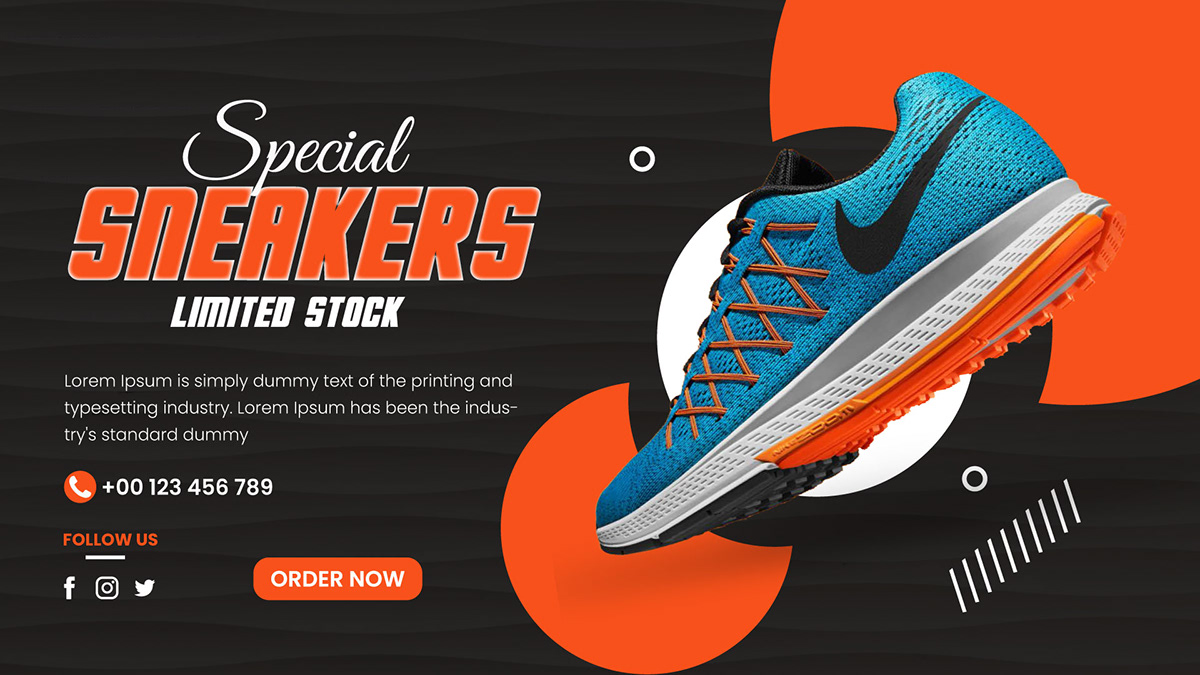 Special
SNEAKERS
LIMITED STOCK
Lorem Ipsum is simply dummy text of the printing and
typesetting industry. Lorem Ipsum has been the indus-
try's standard dummy
+00 123 456 789
FOLLOW US
ORDER NOW